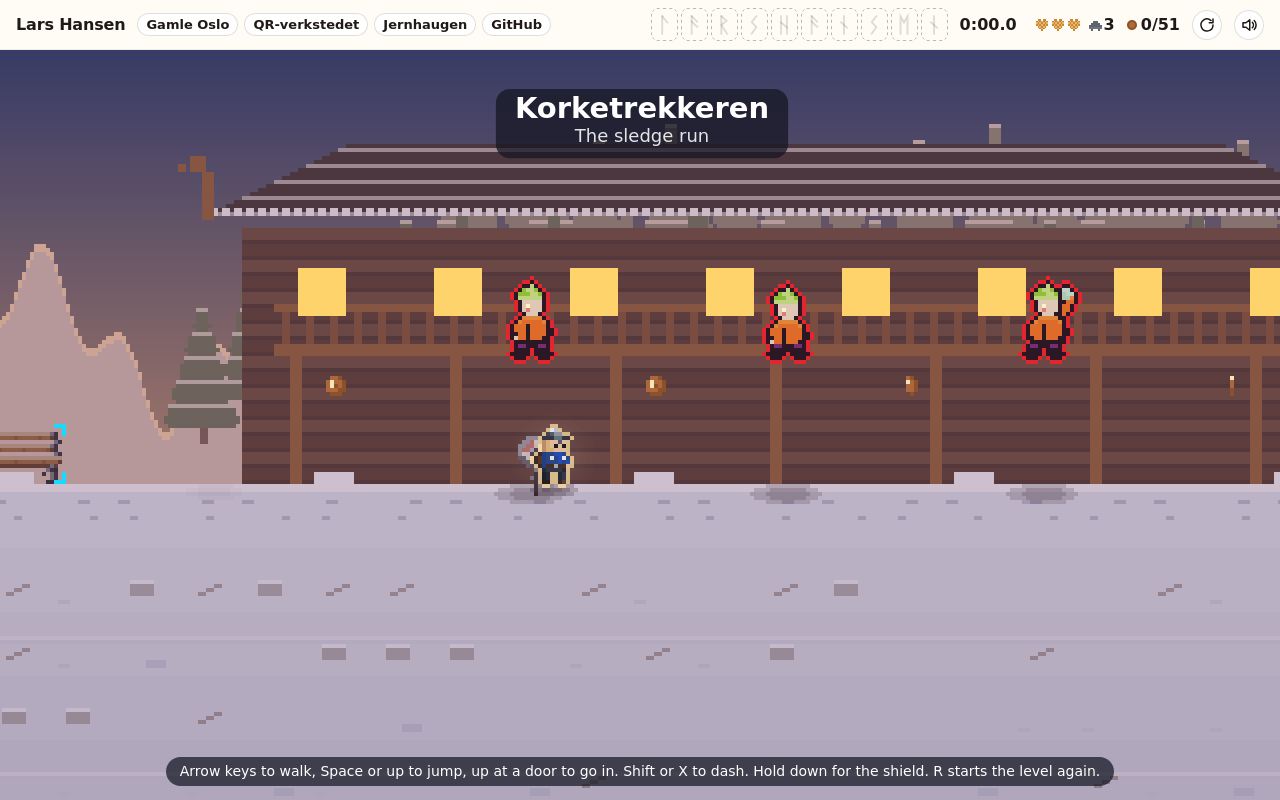 Lars Hansen
Gamle Oslo
QR-verkstedet
Jernhaugen
GitHub
ᛚ ᚨ ᚱ ᛊ ᚺ ᚨ ᚾ ᛊ ᛖ ᚾ
0:00.0
3
0/51
Korketrekkeren
The sledge run
Arrow keys to walk, Space or up to jump, up at a door to go in. Shift or X to dash. Hold down for the shield. R starts the level again.